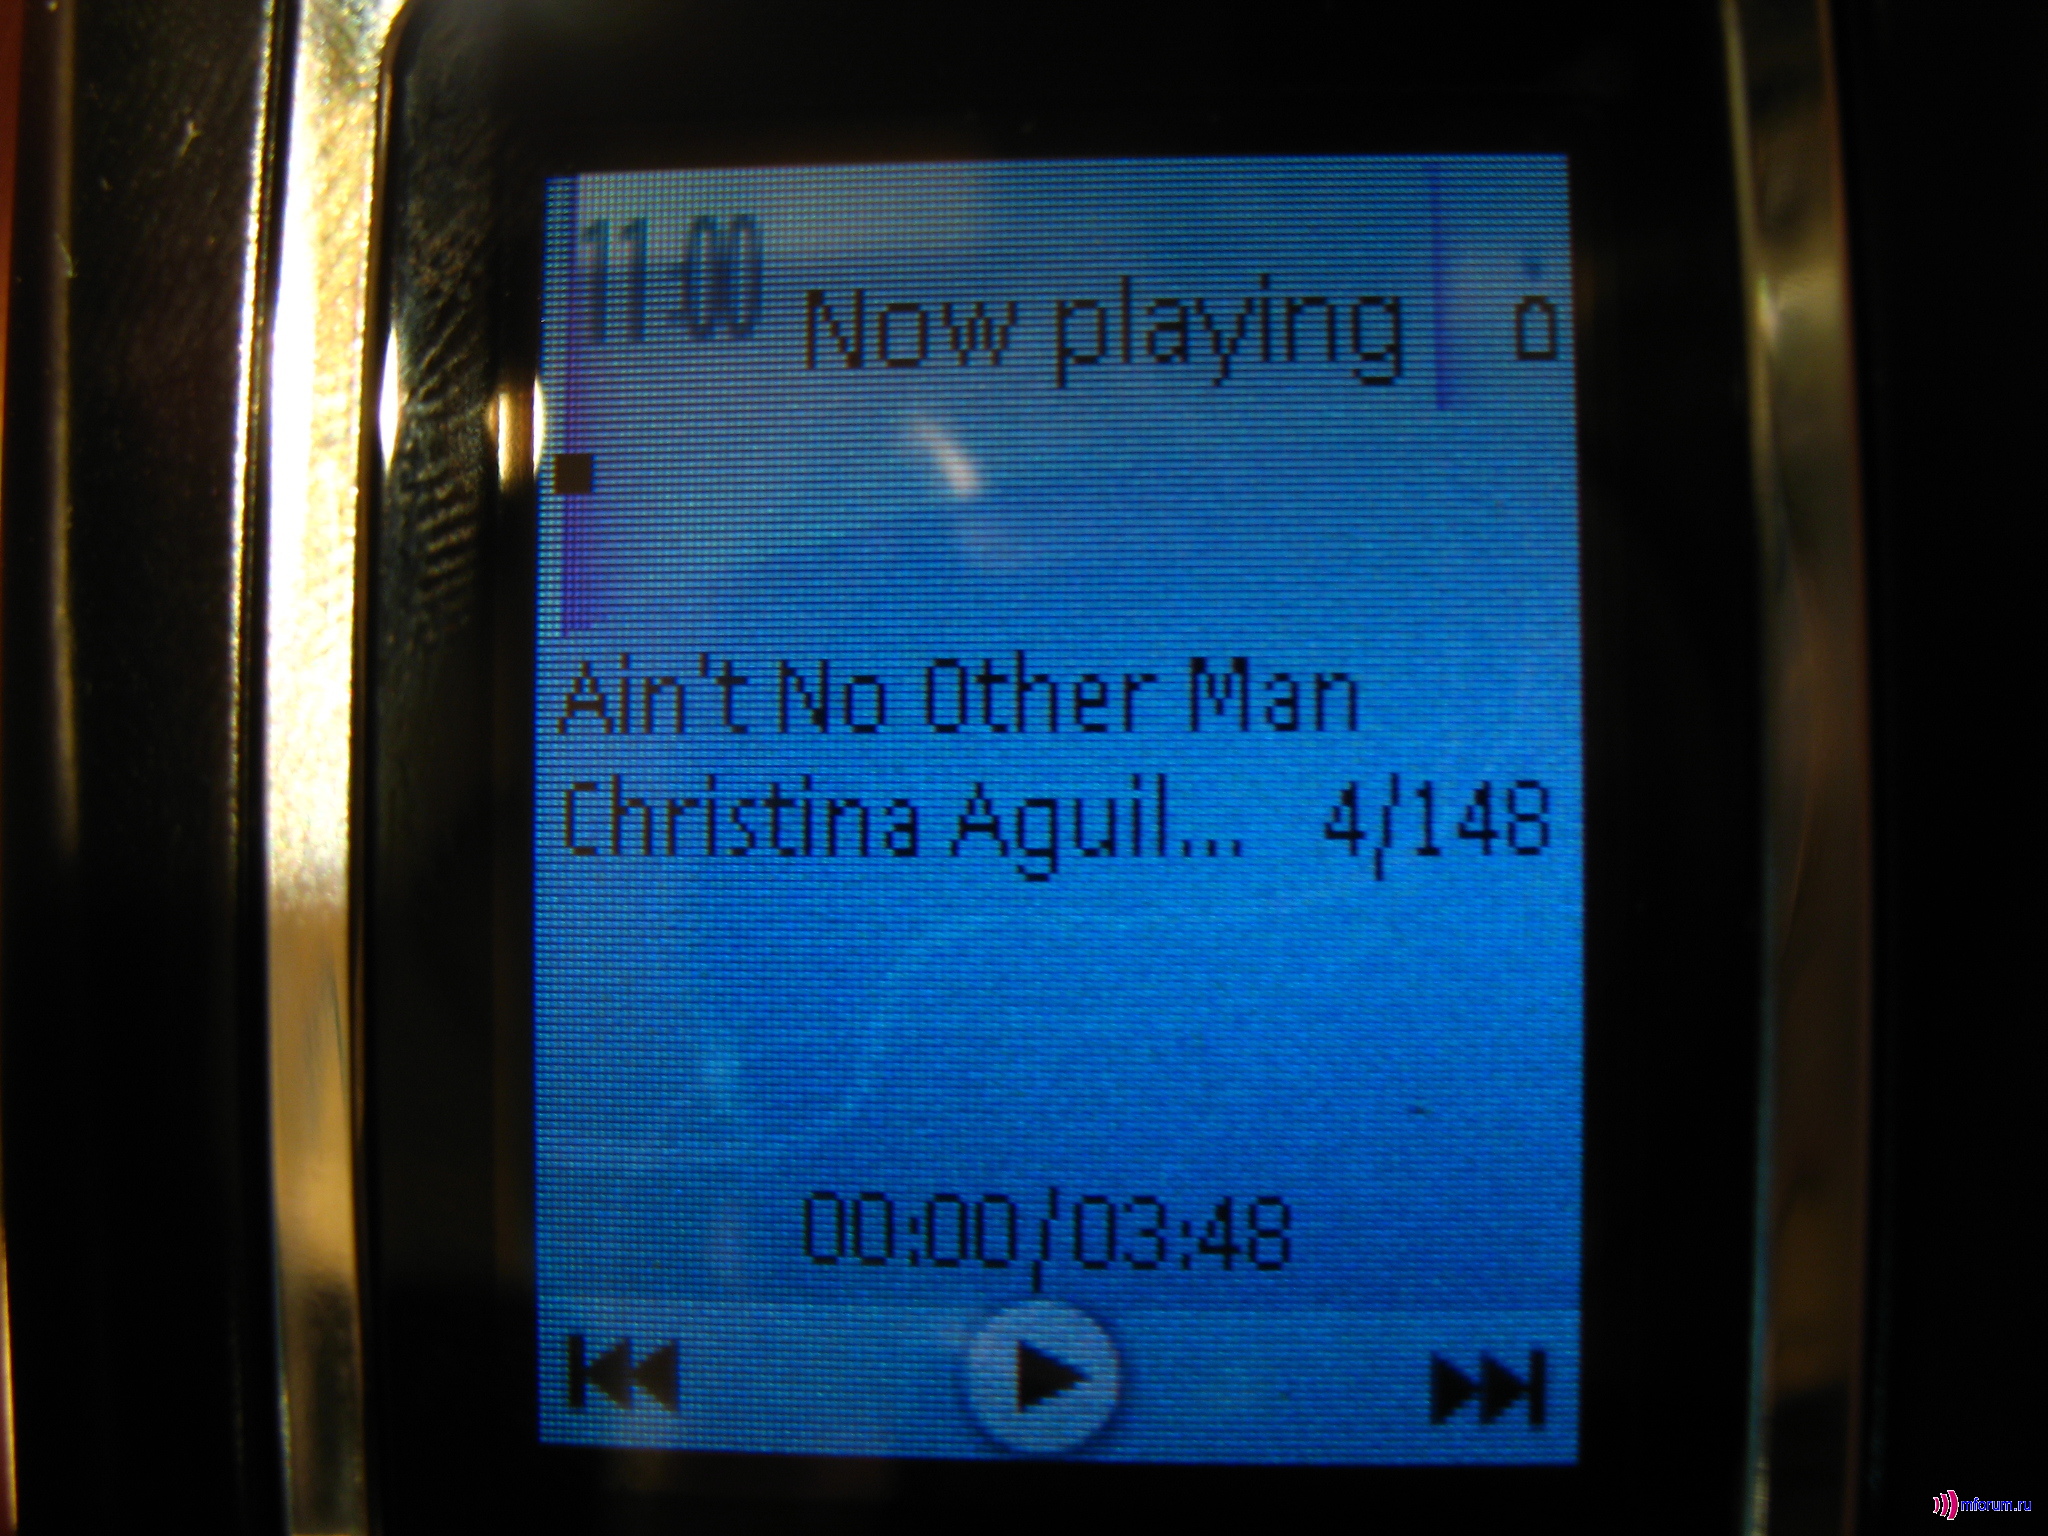 11:00
Now playing
Ain't No Other Man
Christina Aguil... 4/148
00:00/03:48
mforum.ru